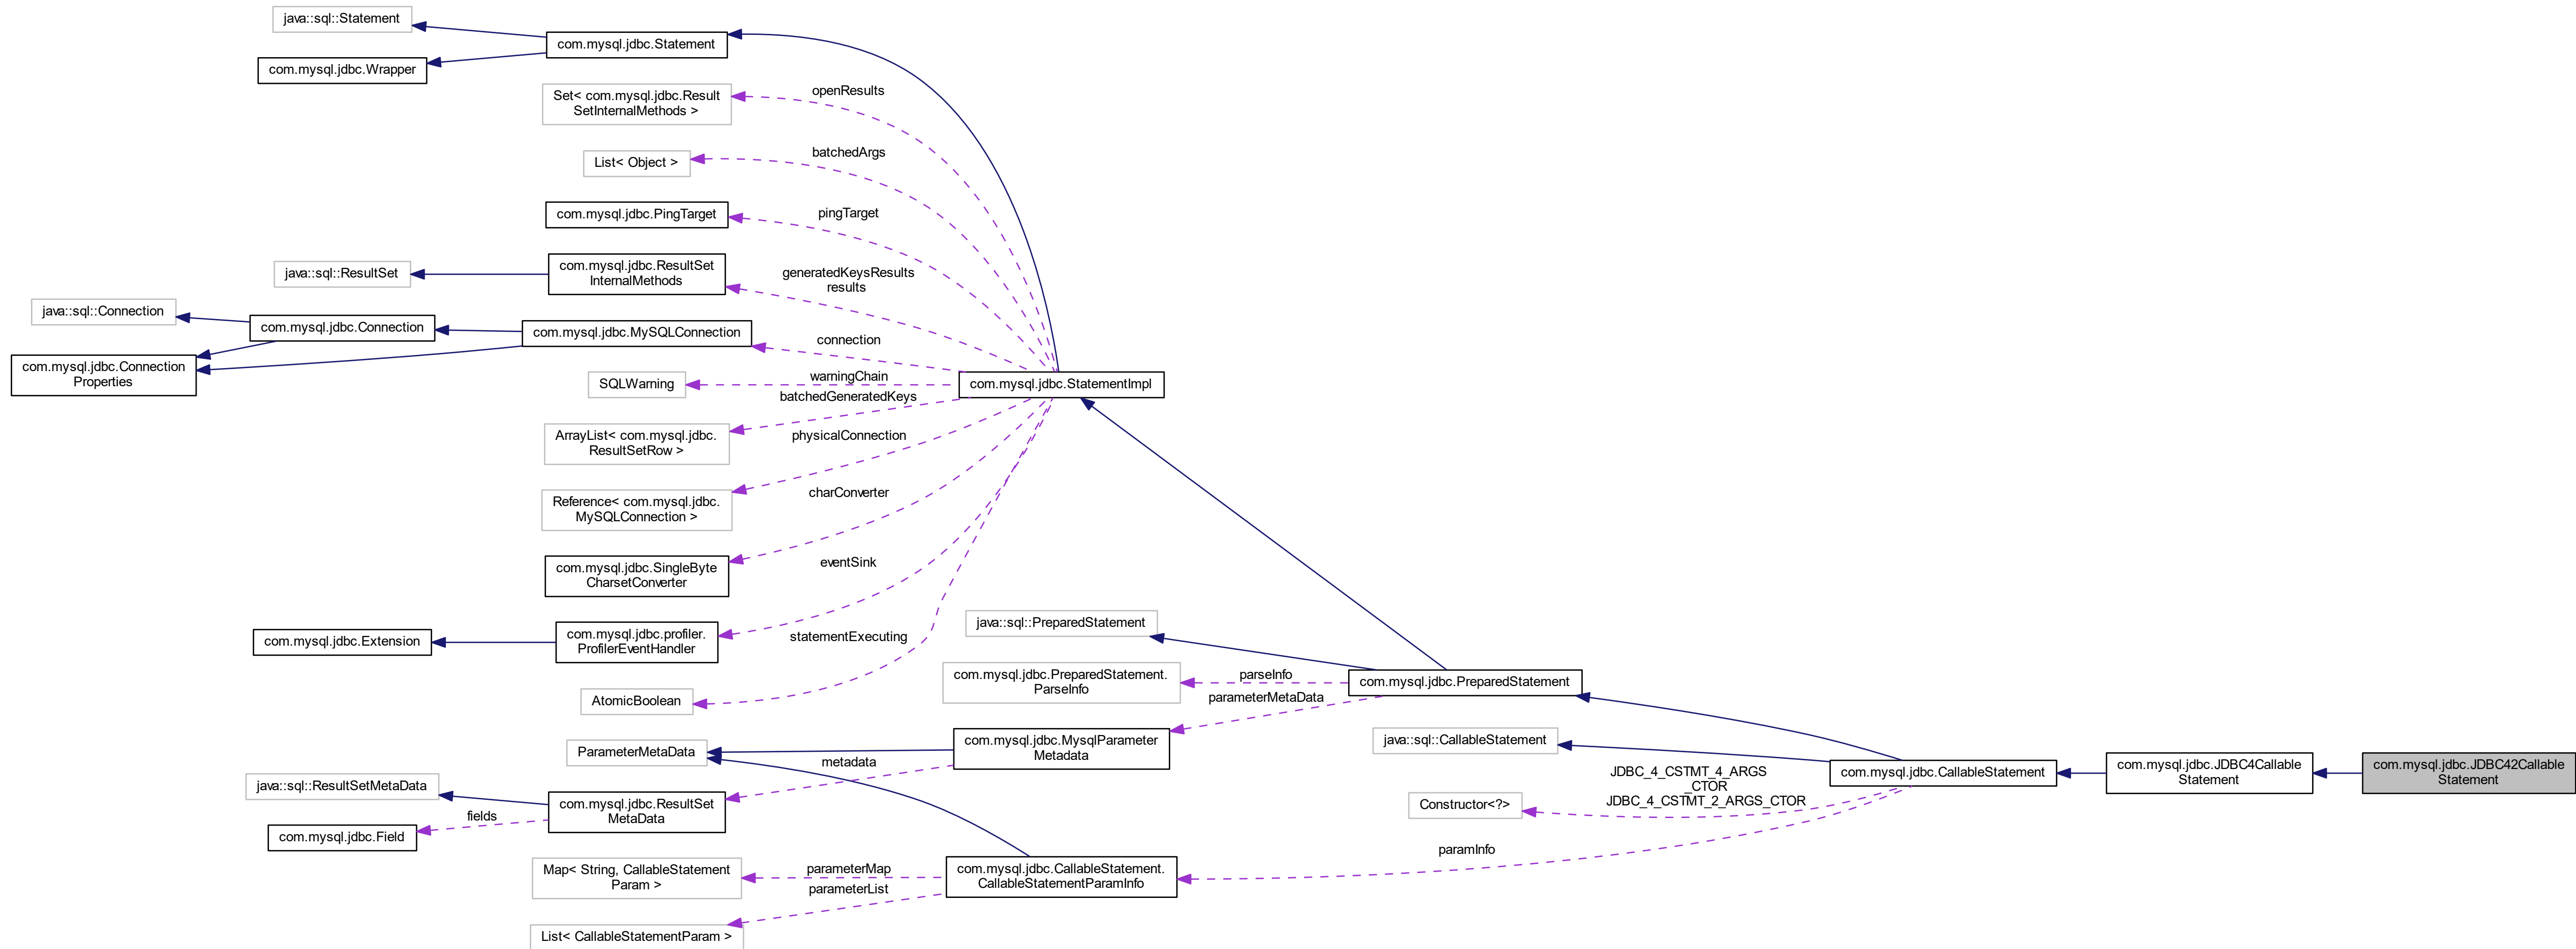 java::sql::Statement
com.mysql.jdbc.Statement
com.mysql.jdbc.Wrapper
Set< com.mysql.jdbc.Result
SetInternalMethods >
openResults
List< Object >
batchedArgs
com.mysql.jdbc.PingTarget
pingTarget
java::sql::ResultSet
com.mysql.jdbc.ResultSet
InternalMethods
generatedKeysResults
results
java::sql::Connection
com.mysql.jdbc.Connection
com.mysql.jdbc.MySQLConnection
connection
com.mysql.jdbc.Connection
Properties
SQLWarning
warningChain
com.mysql.jdbc.StatementImpl
batchedGeneratedKeys
ArrayList< com.mysql.jdbc.
ResultSetRow >
physicalConnection
Reference< com.mysql.jdbc.
MySQLConnection >
charConverter
com.mysql.jdbc.SingleByte
CharsetConverter
eventSink
com.mysql.jdbc.Extension
com.mysql.jdbc.profiler.
ProfilerEventHandler
statementExecuting
java::sql::PreparedStatement
AtomicBoolean
com.mysql.jdbc.PreparedStatement.
ParseInfo
parseInfo
com.mysql.jdbc.PreparedStatement
parameterMetaData
ParameterMetaData
com.mysql.jdbc.MysqlParameter
Metadata
java::sql::CallableStatement
metadata
java::sql::ResultSetMetaData
com.mysql.jdbc.ResultSet
MetaData
fields
com.mysql.jdbc.Field
JDBC_4_CSTMT_4_ARGS
_CTOR
JDBC_4_CSTMT_2_ARGS_CTOR
Constructor<?>
com.mysql.jdbc.CallableStatement
com.mysql.jdbc.JDBC4Callable
Statement
com.mysql.jdbc.JDBC42Callable
Statement
paramInfo
Map< String, CallableStatement
Param >
parameterMap
com.mysql.jdbc.CallableStatement.
CallableStatementParamInfo
parameterList
List< CallableStatementParam >